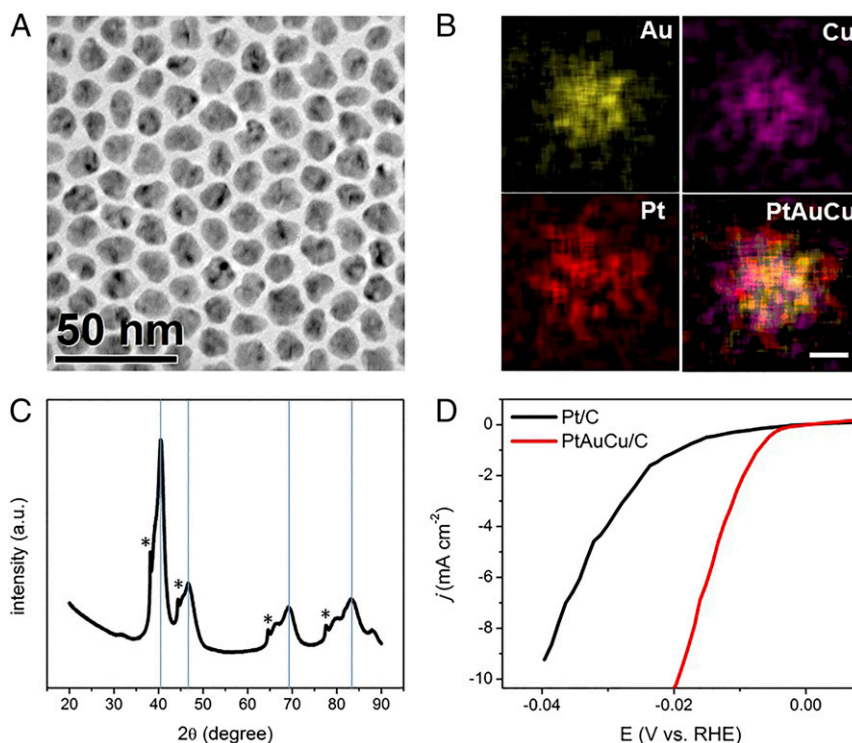 A
50 nm
B
Au
Cu
Pt
PtAuCu
C
intensity (a.u.)
*
*
*
*
20 30 40 50 60 70 80 90
2θ (degree)
D
Pt/C
PtAuCu/C
j (mA cm⁻²)
0
-2
-4
-6
-8
-10
-0.04 -0.02 0.00
E (V vs. RHE)